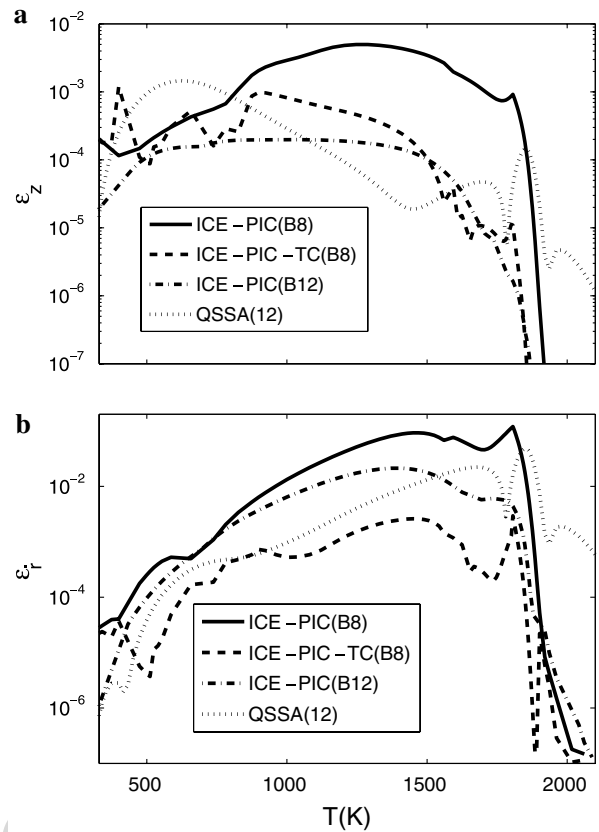 a
10⁻²
10⁻³
10⁻⁴
10⁻⁵
10⁻⁶
10⁻⁷
ε_z
ICE-PIC(B8)
ICE-PIC-TC(B8)
ICE-PIC(B12)
QSSA(12)
b
10⁻²
10⁻⁴
10⁻⁶
ε_ṙ
ICE-PIC(B8)
ICE-PIC-TC(B8)
ICE-PIC(B12)
QSSA(12)
500 1000 1500 2000
T(K)